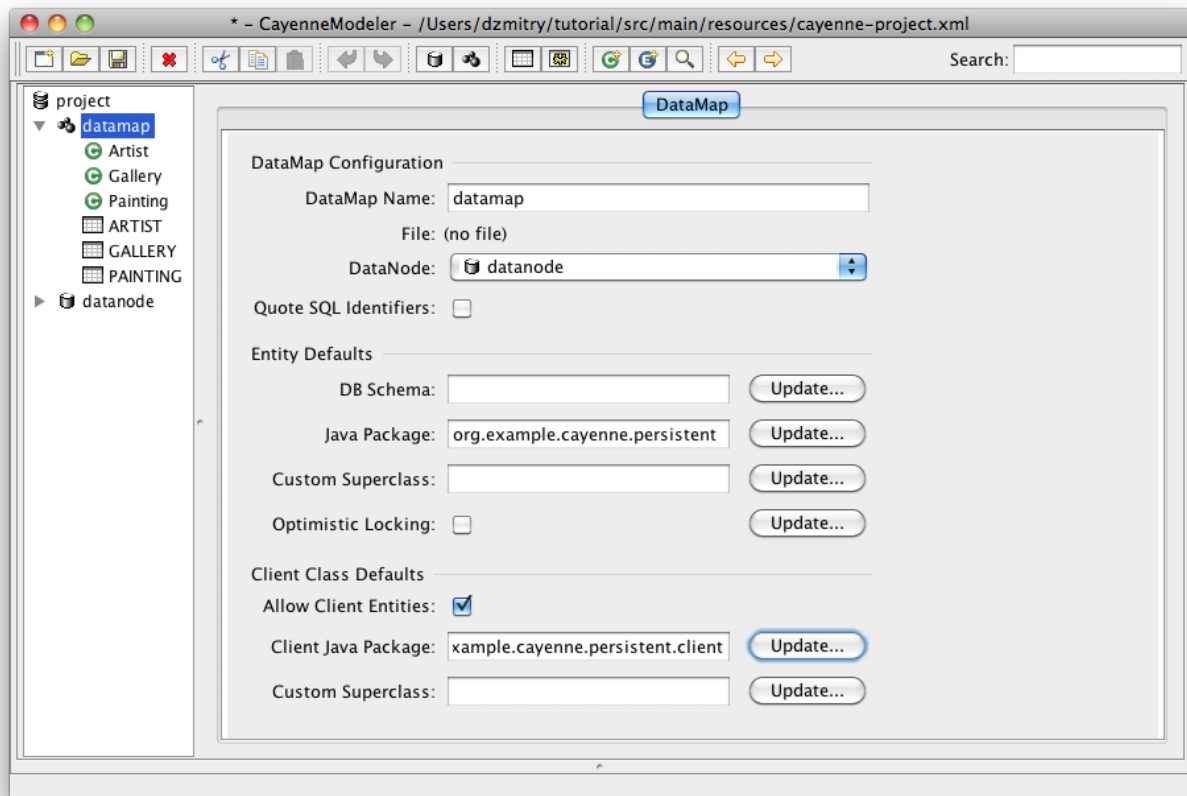 * – CayenneModeler – /Users/dzmitry/tutorial/src/main/resources/cayenne-project.xml
Search:
project
datamap
Artist
Gallery
Painting
ARTIST
GALLERY
PAINTING
datanode
DataMap
DataMap Configuration
DataMap Name: datamap
File: (no file)
DataNode: datanode
Quote SQL Identifiers:
Entity Defaults
DB Schema: Update...
Java Package: org.example.cayenne.persistent Update...
Custom Superclass: Update...
Optimistic Locking: Update...
Client Class Defaults
Allow Client Entities:
Client Java Package: xample.cayenne.persistent.client Update...
Custom Superclass: Update...